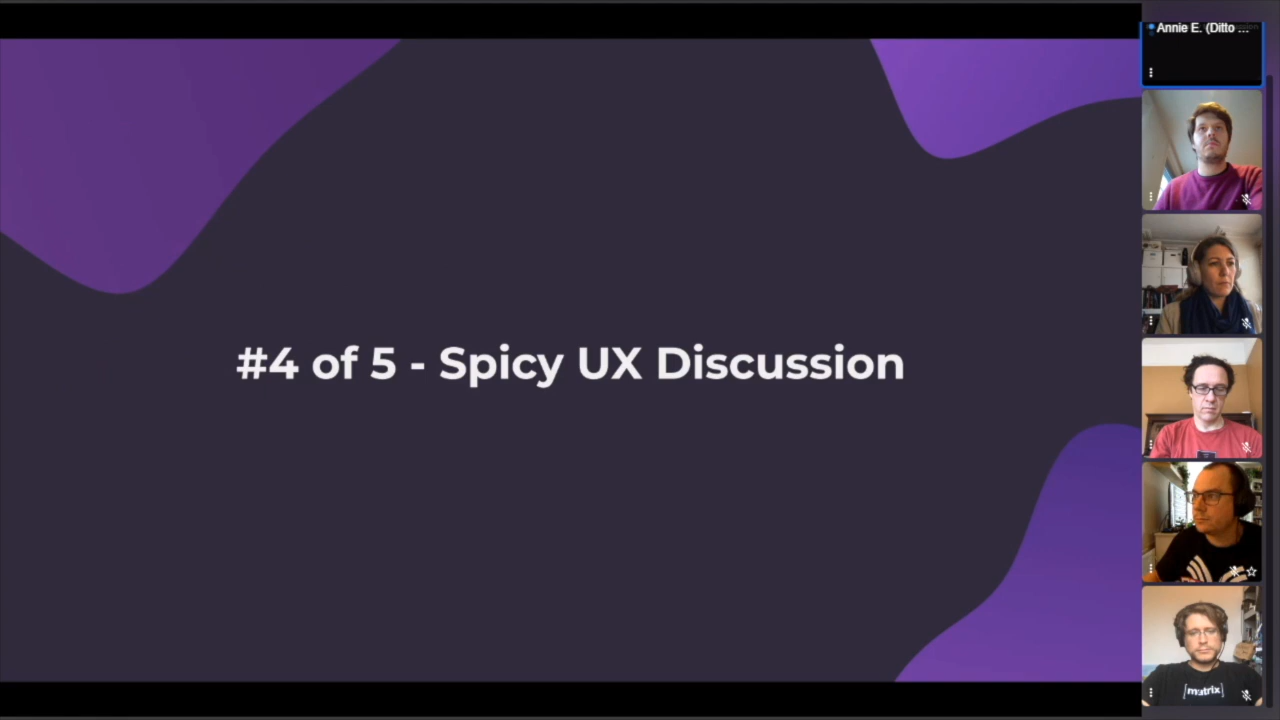 Annie E. (Ditto ...
#4 of 5 - Spicy UX Discussion
[matrix]